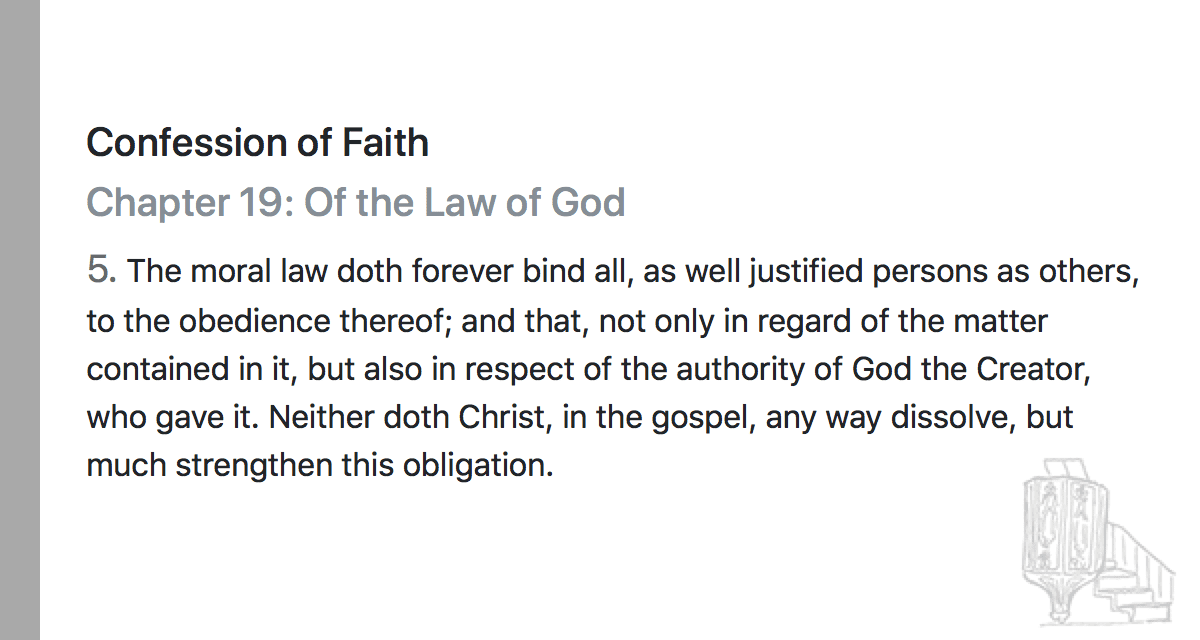 Confession of Faith
Chapter 19: Of the Law of God
5. The moral law doth forever bind all, as well justified persons as others,
to the obedience thereof; and that, not only in regard of the matter
contained in it, but also in respect of the authority of God the Creator,
who gave it. Neither doth Christ, in the gospel, any way dissolve, but
much strengthen this obligation.